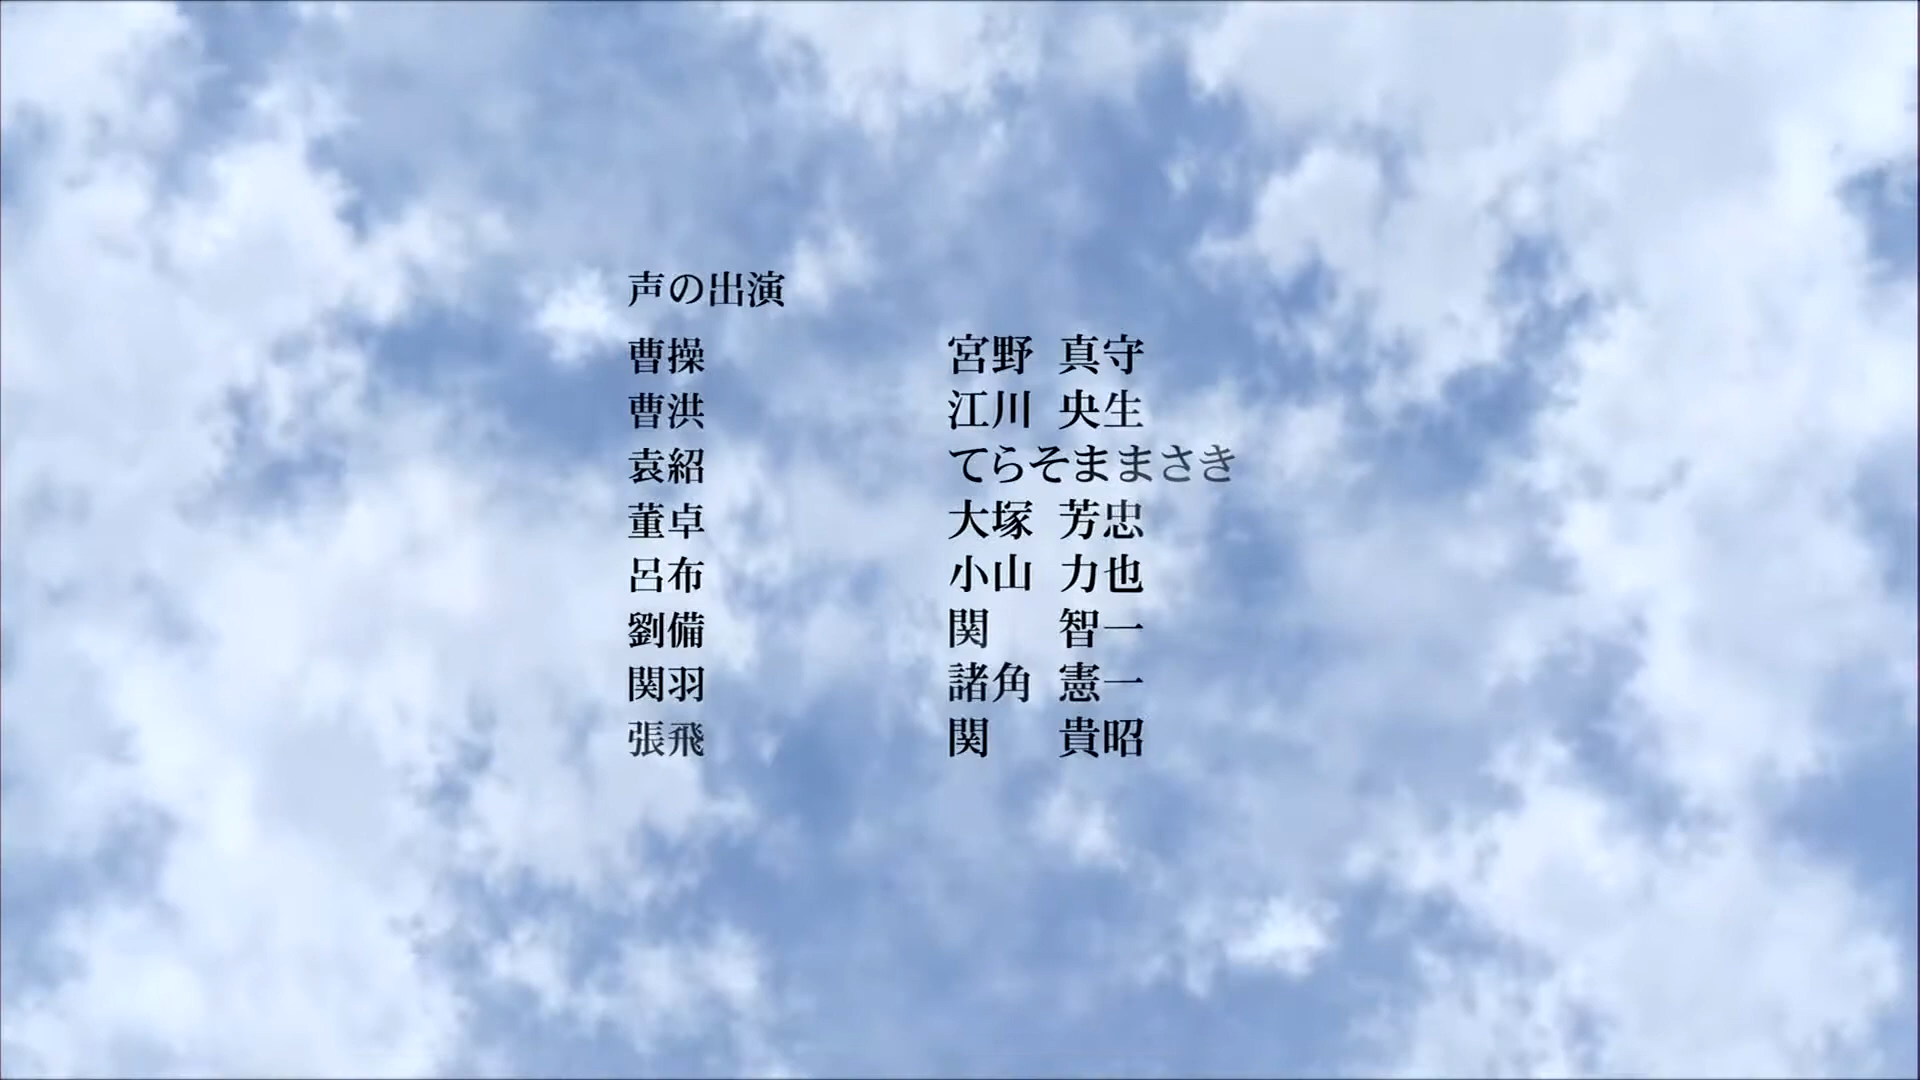 声の出演
曹操 宮野 真守
曹洪 江川 央生
袁紹 てらそままさき
董卓 大塚 芳忠
呂布 小山 力也
劉備 関 智一
関羽 諸角 憲一
張飛 関 貴昭